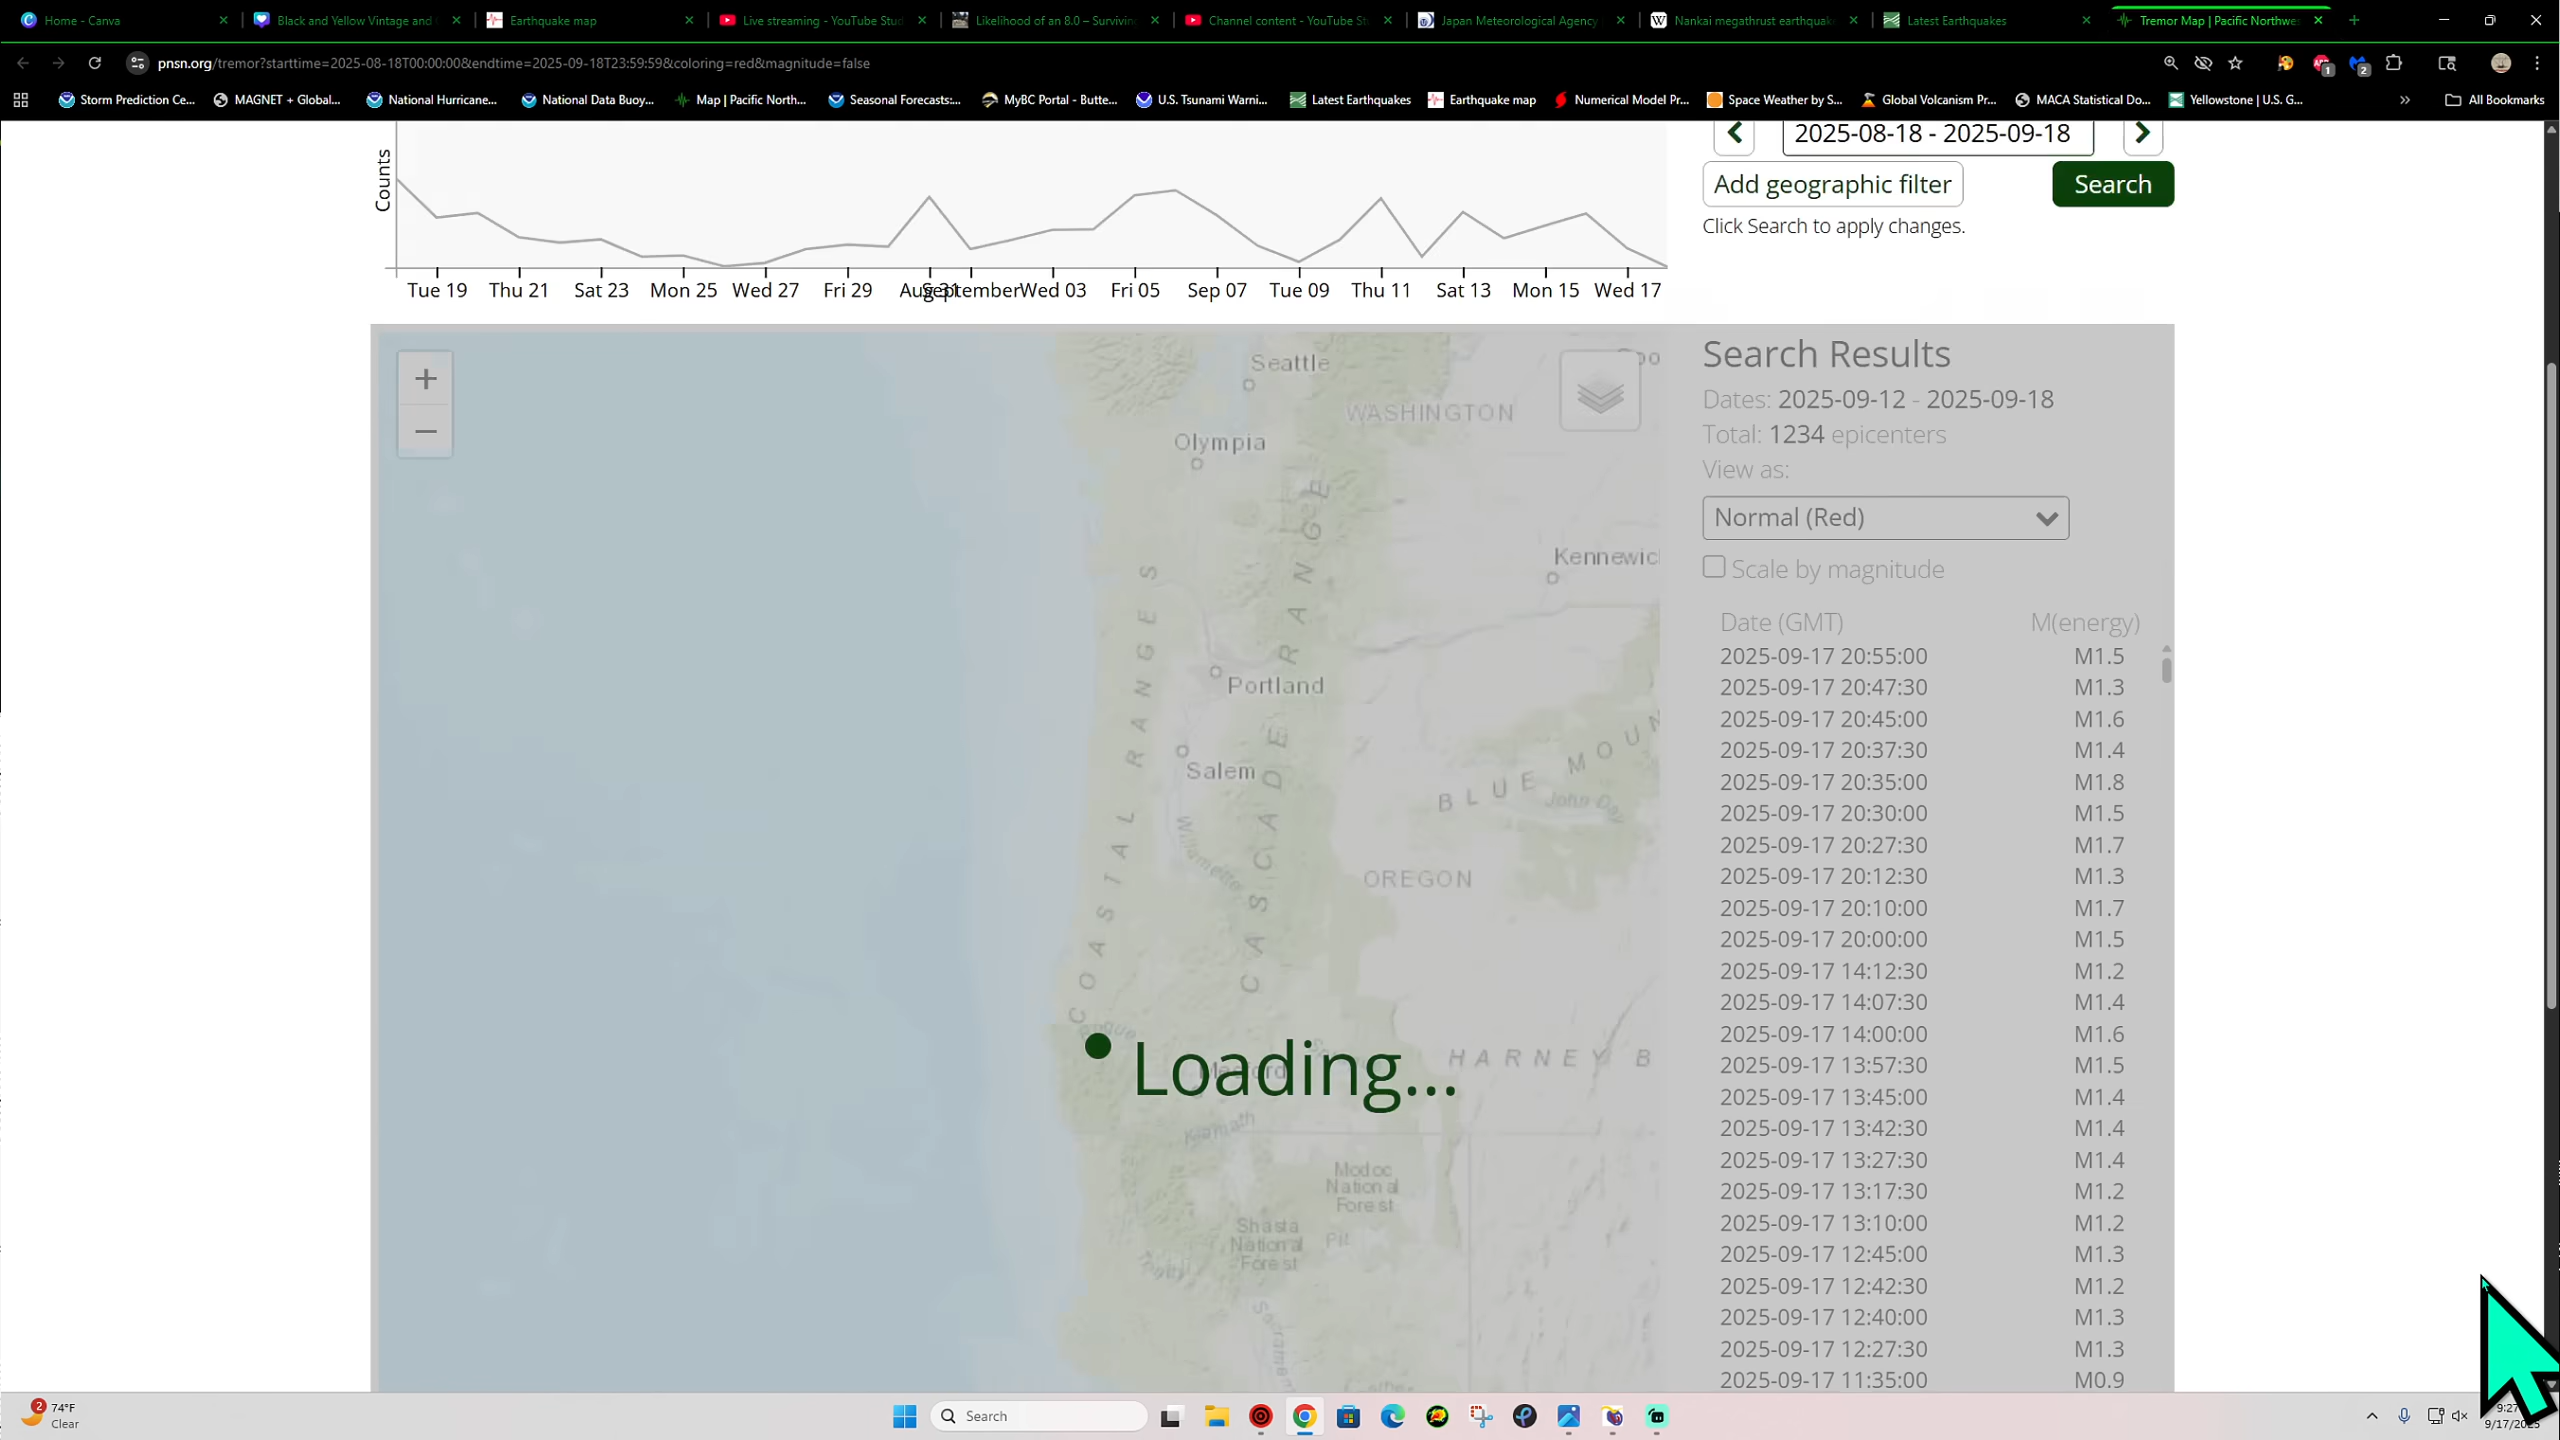 Home - Canva
Black and Yellow Vintage and
Earthquake map
Live streaming - YouTube Stud
Likelihood of an 8.0 – Surviving
Channel content - YouTube St
Japan Meteorological Agency
Nankai megathrust earthquake
Latest Earthquakes
Tremor Map | Pacific Northwes
pnsn.org/tremor?starttime=2025-08-18T00:00:00&endtime=2025-09-18T23:59:59&coloring=red&magnitude=false
Storm Prediction Ce...
MAGNET + Global...
National Hurricane...
National Data Buoy...
Map | Pacific North...
Seasonal Forecasts:...
MyBC Portal - Butte...
U.S. Tsunami Warni...
Latest Earthquakes
Earthquake map
Numerical Model Pr...
Space Weather by S...
Global Volcanism Pr...
MACA Statistical Do...
Yellowstone | U.S. G...
All Bookmarks
Counts
Tue 19
Thu 21
Sat 23
Mon 25
Wed 27
Fri 29
Aug 31
September
Wed 03
Fri 05
Sep 07
Tue 09
Thu 11
Sat 13
Mon 15
Wed 17
2025-08-18 - 2025-09-18
Add geographic filter
Search
Click Search to apply changes.
Seattle
WASHINGTON
Olympia
Kennewic
COASTAL RANGES
CASCADE RANGE
Portland
Salem
Willamette
BLUE MOUN
John Day
OREGON
Rogue
Loading...
Medford
HARNEY B
Klamath
Modoc
National
Forest
Shasta
National
Forest
Pit
Search Results
Dates: 2025-09-12 - 2025-09-18
Total: 1234 epicenters
View as:
Normal (Red)
Scale by magnitude
Date (GMT) M(energy)
2025-09-17 20:55:00 M1.5
2025-09-17 20:47:30 M1.3
2025-09-17 20:45:00 M1.6
2025-09-17 20:37:30 M1.4
2025-09-17 20:35:00 M1.8
2025-09-17 20:30:00 M1.5
2025-09-17 20:27:30 M1.7
2025-09-17 20:12:30 M1.3
2025-09-17 20:10:00 M1.7
2025-09-17 20:00:00 M1.5
2025-09-17 14:12:30 M1.2
2025-09-17 14:07:30 M1.4
2025-09-17 14:00:00 M1.6
2025-09-17 13:57:30 M1.5
2025-09-17 13:45:00 M1.4
2025-09-17 13:42:30 M1.4
2025-09-17 13:27:30 M1.4
2025-09-17 13:17:30 M1.2
2025-09-17 13:10:00 M1.2
2025-09-17 12:45:00 M1.3
2025-09-17 12:42:30 M1.2
2025-09-17 12:40:00 M1.3
2025-09-17 12:27:30 M1.3
2025-09-17 11:35:00 M0.9
2
74°F
Clear
Search
9:27
9/17/2025